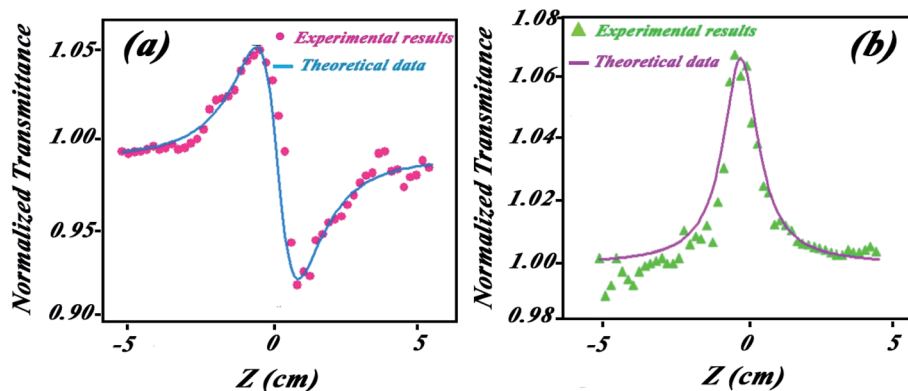 (a)
Experimental results
Theoretical data
Normalized Transmittance
1.05
1.00
0.95
0.90
-5
0
5
Z (cm)
(b)
Experimental results
Theoretical data
Normalized Transmitance
1.08
1.06
1.04
1.02
1.00
0.98
-5
0
5
Z (cm)